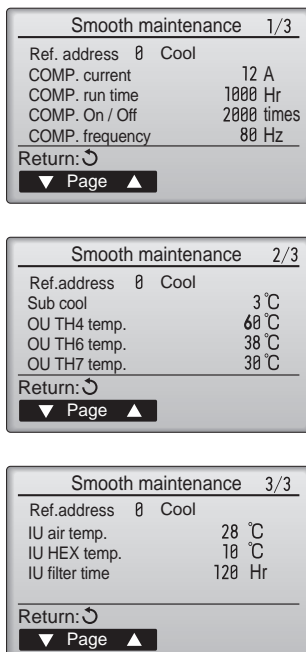 Smooth maintenance 1/3
Ref. address 0 Cool
COMP. current 12 A
COMP. run time 1000 Hr
COMP. On / Off 2000 times
COMP. frequency 80 Hz
Return:
▼ Page ▲
Smooth maintenance 2/3
Ref.address 0 Cool
Sub cool 3°C
OU TH4 temp. 60°C
OU TH6 temp. 38°C
OU TH7 temp. 30°C
Return:
▼ Page ▲
Smooth maintenance 3/3
Ref.address 0 Cool
IU air temp. 28 °C
IU HEX temp. 10 °C
IU filter time 120 Hr
Return:
▼ Page ▲